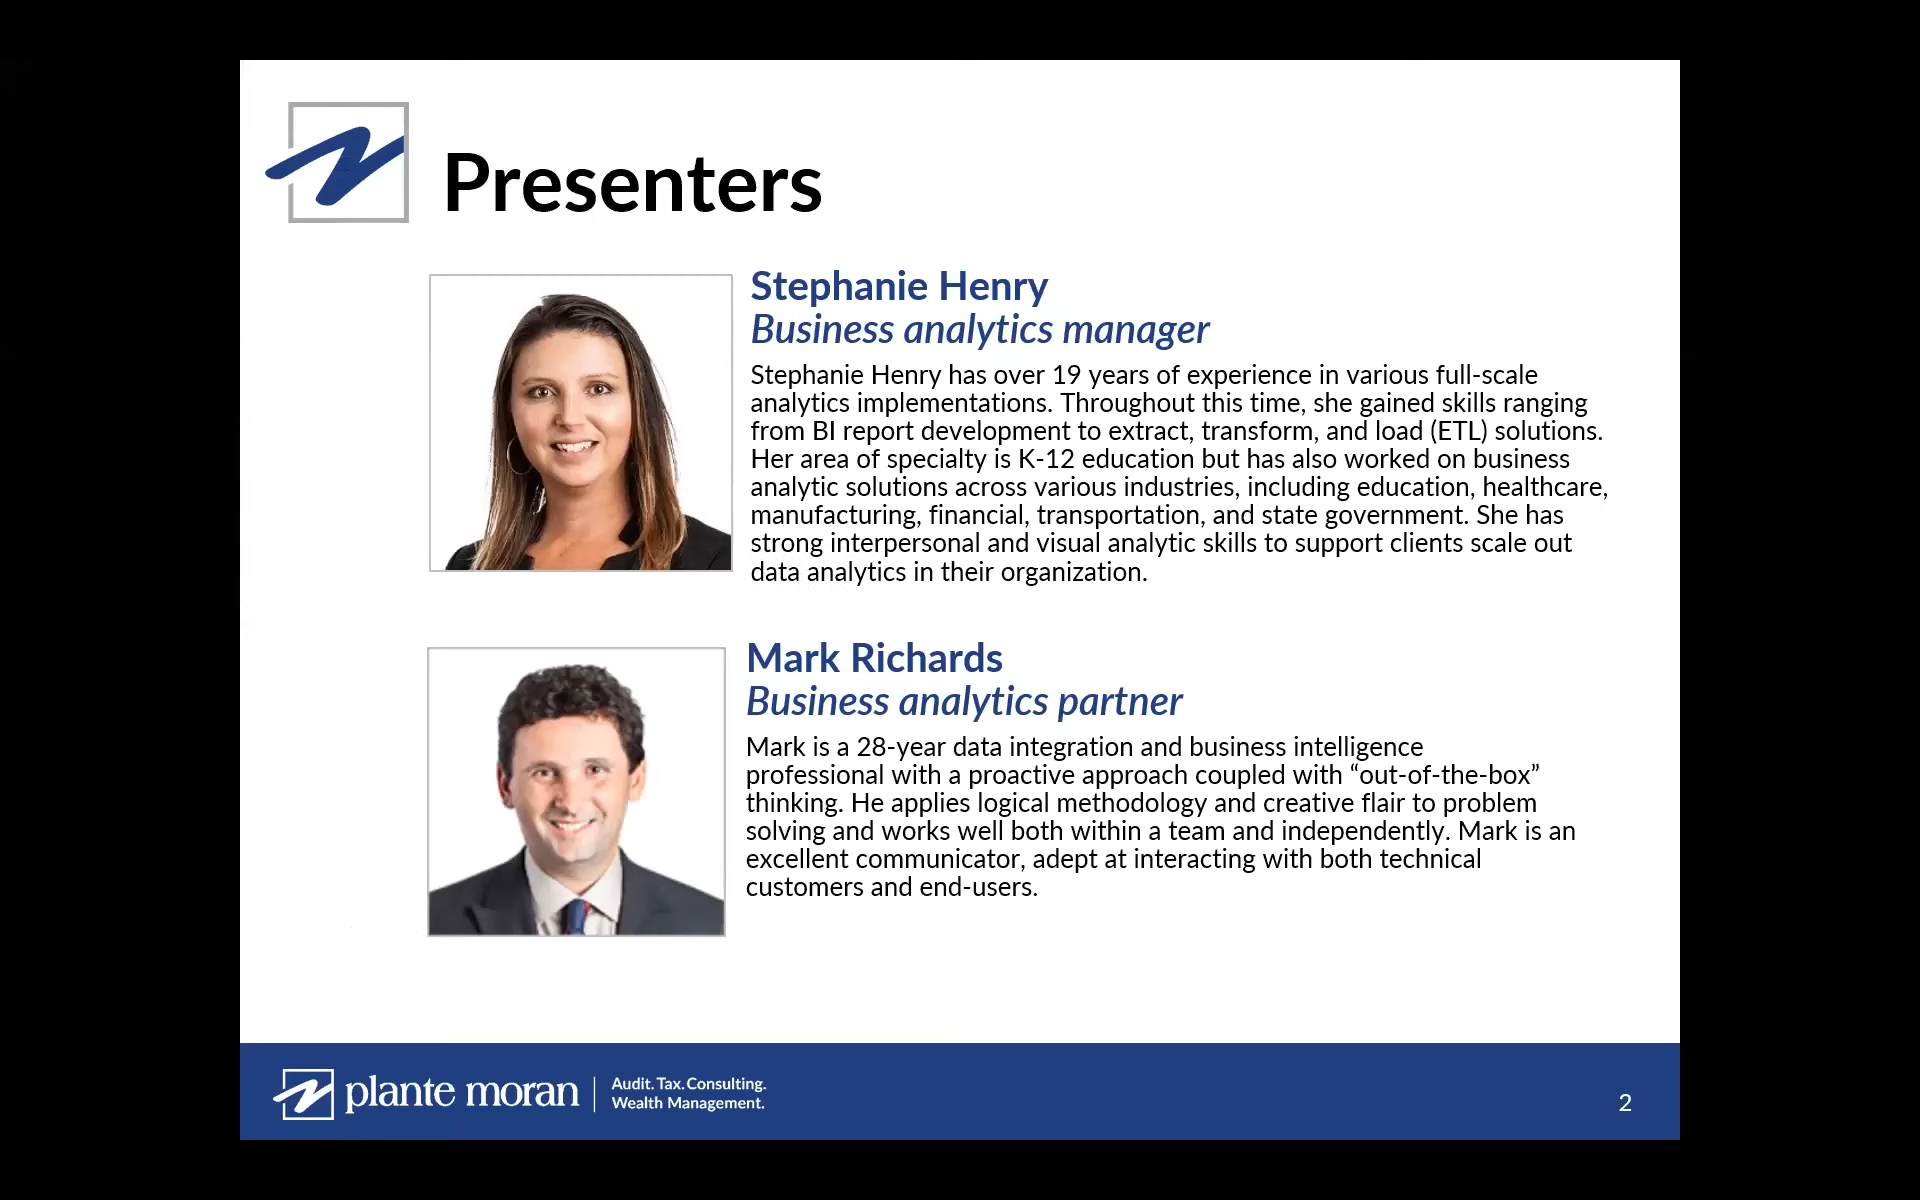 Presenters
Stephanie Henry
Business analytics manager
Stephanie Henry has over 19 years of experience in various full-scale
analytics implementations. Throughout this time, she gained skills ranging
from BI report development to extract, transform, and load (ETL) solutions.
Her area of specialty is K-12 education but has also worked on business
analytic solutions across various industries, including education, healthcare,
manufacturing, financial, transportation, and state government. She has
strong interpersonal and visual analytic skills to support clients scale out
data analytics in their organization.
Mark Richards
Business analytics partner
Mark is a 28-year data integration and business intelligence
professional with a proactive approach coupled with “out-of-the-box”
thinking. He applies logical methodology and creative flair to problem
solving and works well both within a team and independently. Mark is an
excellent communicator, adept at interacting with both technical
customers and end-users.
plante moran
Audit. Tax. Consulting.
Wealth Management.
2